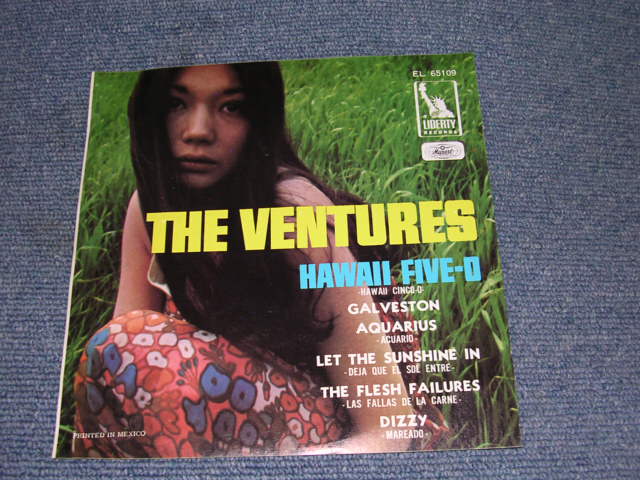 EL 65109
LIBERTY
RECORDS
THE VENTURES
HAWAII FIVE-O
-HAWAII CINCO-O-
GALVESTON
AQUARIUS
-ACUARIO-
LET THE SUNSHINE IN
-DEJA QUE EL SOL ENTRE-
THE FLESH FAILURES
-LAS FALLAS DE LA CARNE-
DIZZY
-MAREADO-
PRINTED IN MEXICO